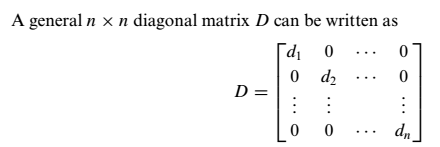 A general n × n diagonal matrix D can be written as
D = [ d₁ 0 ⋯ 0
0 d₂ ⋯ 0
⋮ ⋮ ⋮
0 0 ⋯ dₙ ]